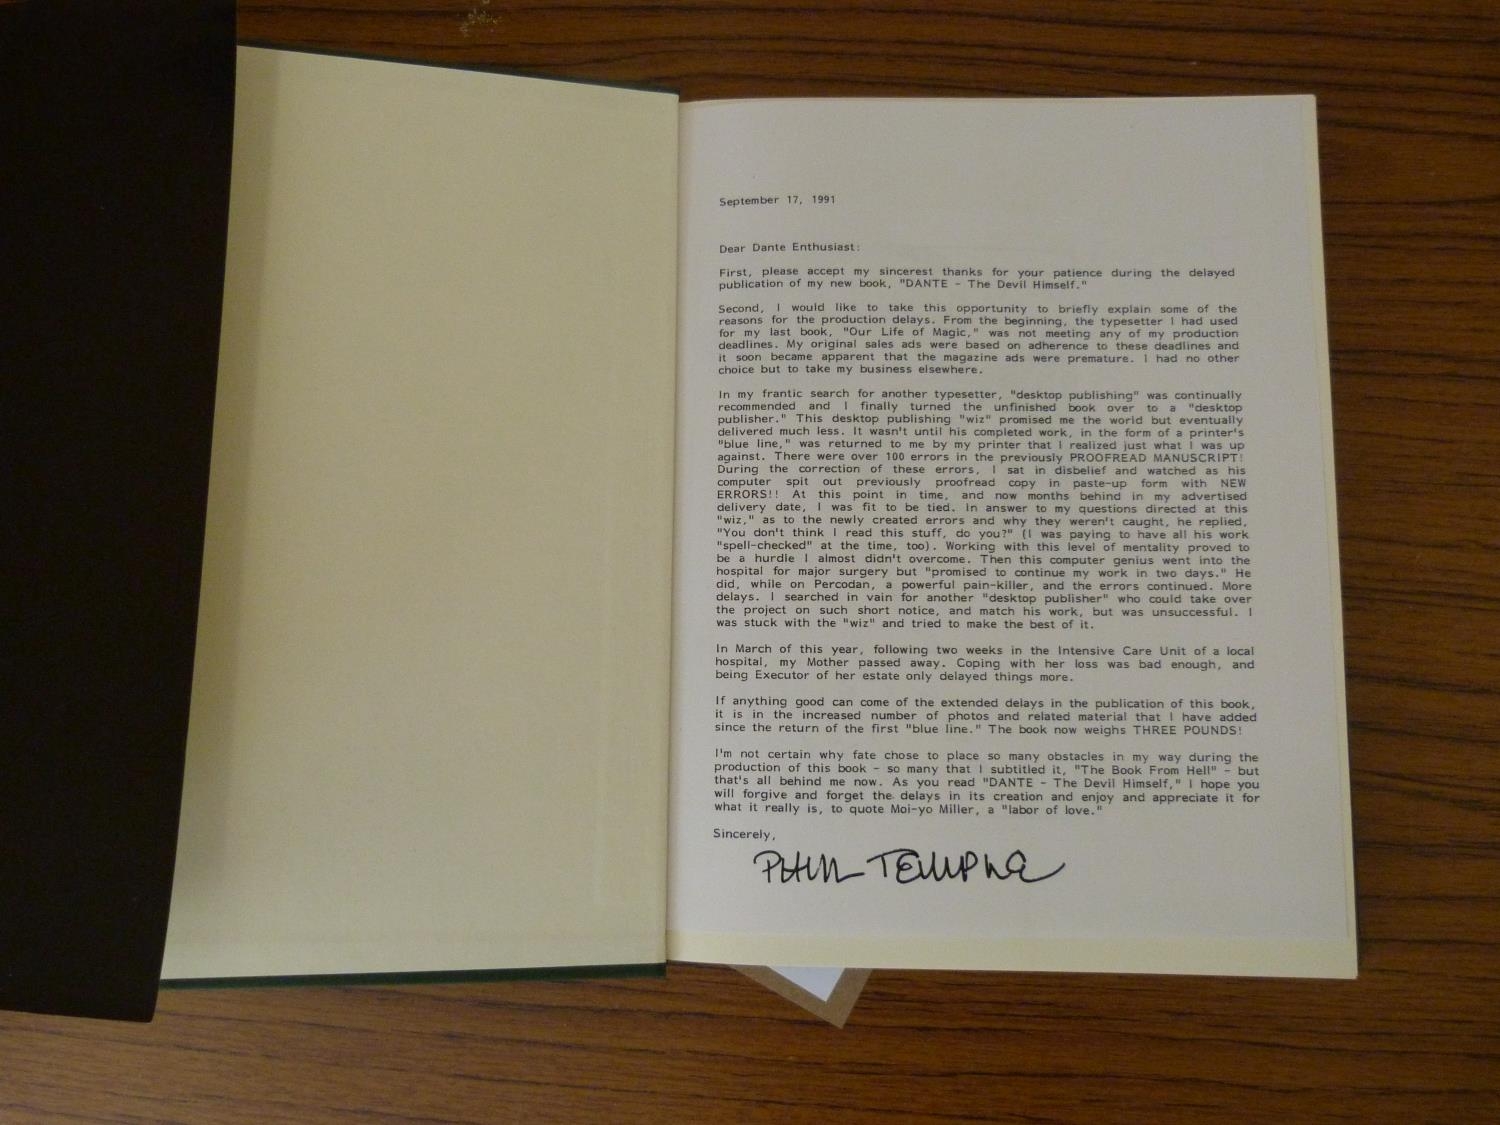 September 17, 1991
Dear Dante Enthusiast:
First, please accept my sincerest thanks for your patience during the delayed
publication of my new book, "DANTE - The Devil Himself."
Second, I would like to take this opportunity to briefly explain some of the
reasons for the production delays. From the beginning, the typesetter I had used
for my last book, "Our Life of Magic," was not meeting any of my production
deadlines. My original sales ads were based on adherence to these deadlines and
it soon became apparent that the magazine ads were premature. I had no other
choice but to take my business elsewhere.
In my frantic search for another typesetter, "desktop publishing" was continually
recommended and I finally turned the unfinished book over to a "desktop
publisher." This desktop publishing "wiz" promised me the world but eventually
delivered much less. It wasn't until his completed work, in the form of a printer's
"blue line," was returned to me by my printer that I realized just what I was up
against. There were over 100 errors in the previously PROOFREAD MANUSCRIPT!
During the correction of these errors, I sat in disbelief and watched as his
computer spit out previously proofread copy in paste-up form with NEW
ERRORS!! At this point in time, and now months behind in my advertised
delivery date, I was fit to be tied. In answer to my questions directed at this
"wiz," as to the newly created errors and why they weren't caught, he replied,
"You don't think I read this stuff, do you?" (I was paying to have all his work
"spell-checked" at the time, too). Working with this level of mentality proved to
be a hurdle I almost didn't overcome. Then this computer genius went into the
hospital for major surgery but "promised to continue my work in two days." He
did, while on Percodan, a powerful pain-killer, and the errors continued. More
delays. I searched in vain for another "desktop publisher" who could take over
the project on such short notice, and match his work, but was unsuccessful. I
was stuck with the "wiz" and tried to make the best of it.
In March of this year, following two weeks in the Intensive Care Unit of a local
hospital, my Mother passed away. Coping with her loss was bad enough, and
being Executor of her estate only delayed things more.
If anything good can come of the extended delays in the publication of this book,
it is in the increased number of photos and related material that I have added
since the return of the first "blue line." The book now weighs THREE POUNDS!
I'm not certain why fate chose to place so many obstacles in my way during the
production of this book - so many that I subtitled it, "The Book From Hell" - but
that's all behind me now. As you read "DANTE - The Devil Himself," I hope you
will forgive and forget the delays in its creation and enjoy and appreciate it for
what it really is, to quote Moi-yo Miller, a "labor of love."
Sincerely,
PHIL TEMPLE